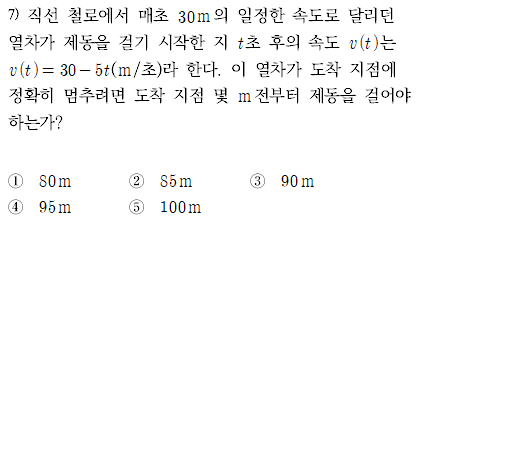 7) 직선 철로에서 매초 30m의 일정한 속도로 달리던
열차가 제동을 걸기 시작한 지 t초 후의 속도 v(t)는
v(t)=30-5t(m/초)라 한다. 이 열차가 도착 지점에
정확히 멈추려면 도착 지점 몇 m전부터 제동을 걸어야
하는가?
① 80m ② 85m ③ 90m
④ 95m ⑤ 100m